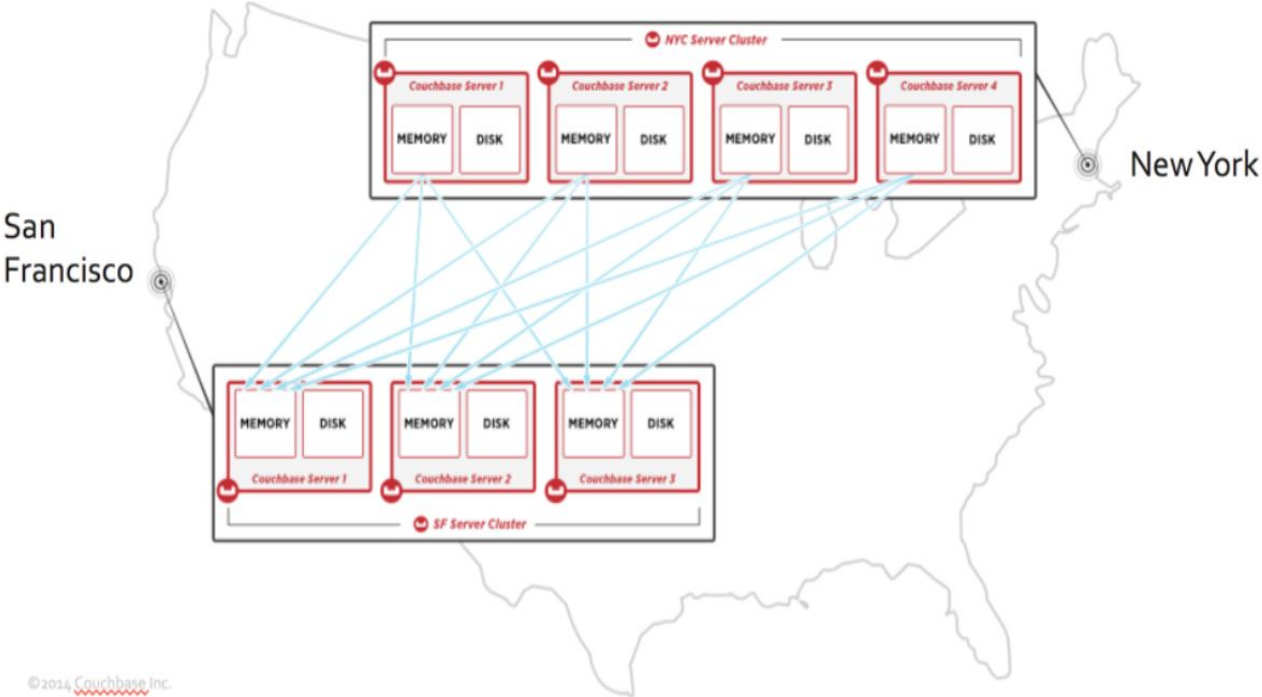 NYC Server Cluster
Couchbase Server 1
Couchbase Server 2
Couchbase Server 3
Couchbase Server 4
MEMORY
DISK
MEMORY
DISK
MEMORY
DISK
MEMORY
DISK
New York
San
Francisco
MEMORY
DISK
MEMORY
DISK
MEMORY
DISK
Couchbase Server 1
Couchbase Server 2
Couchbase Server 3
SF Server Cluster
©2014 Couchbase Inc.